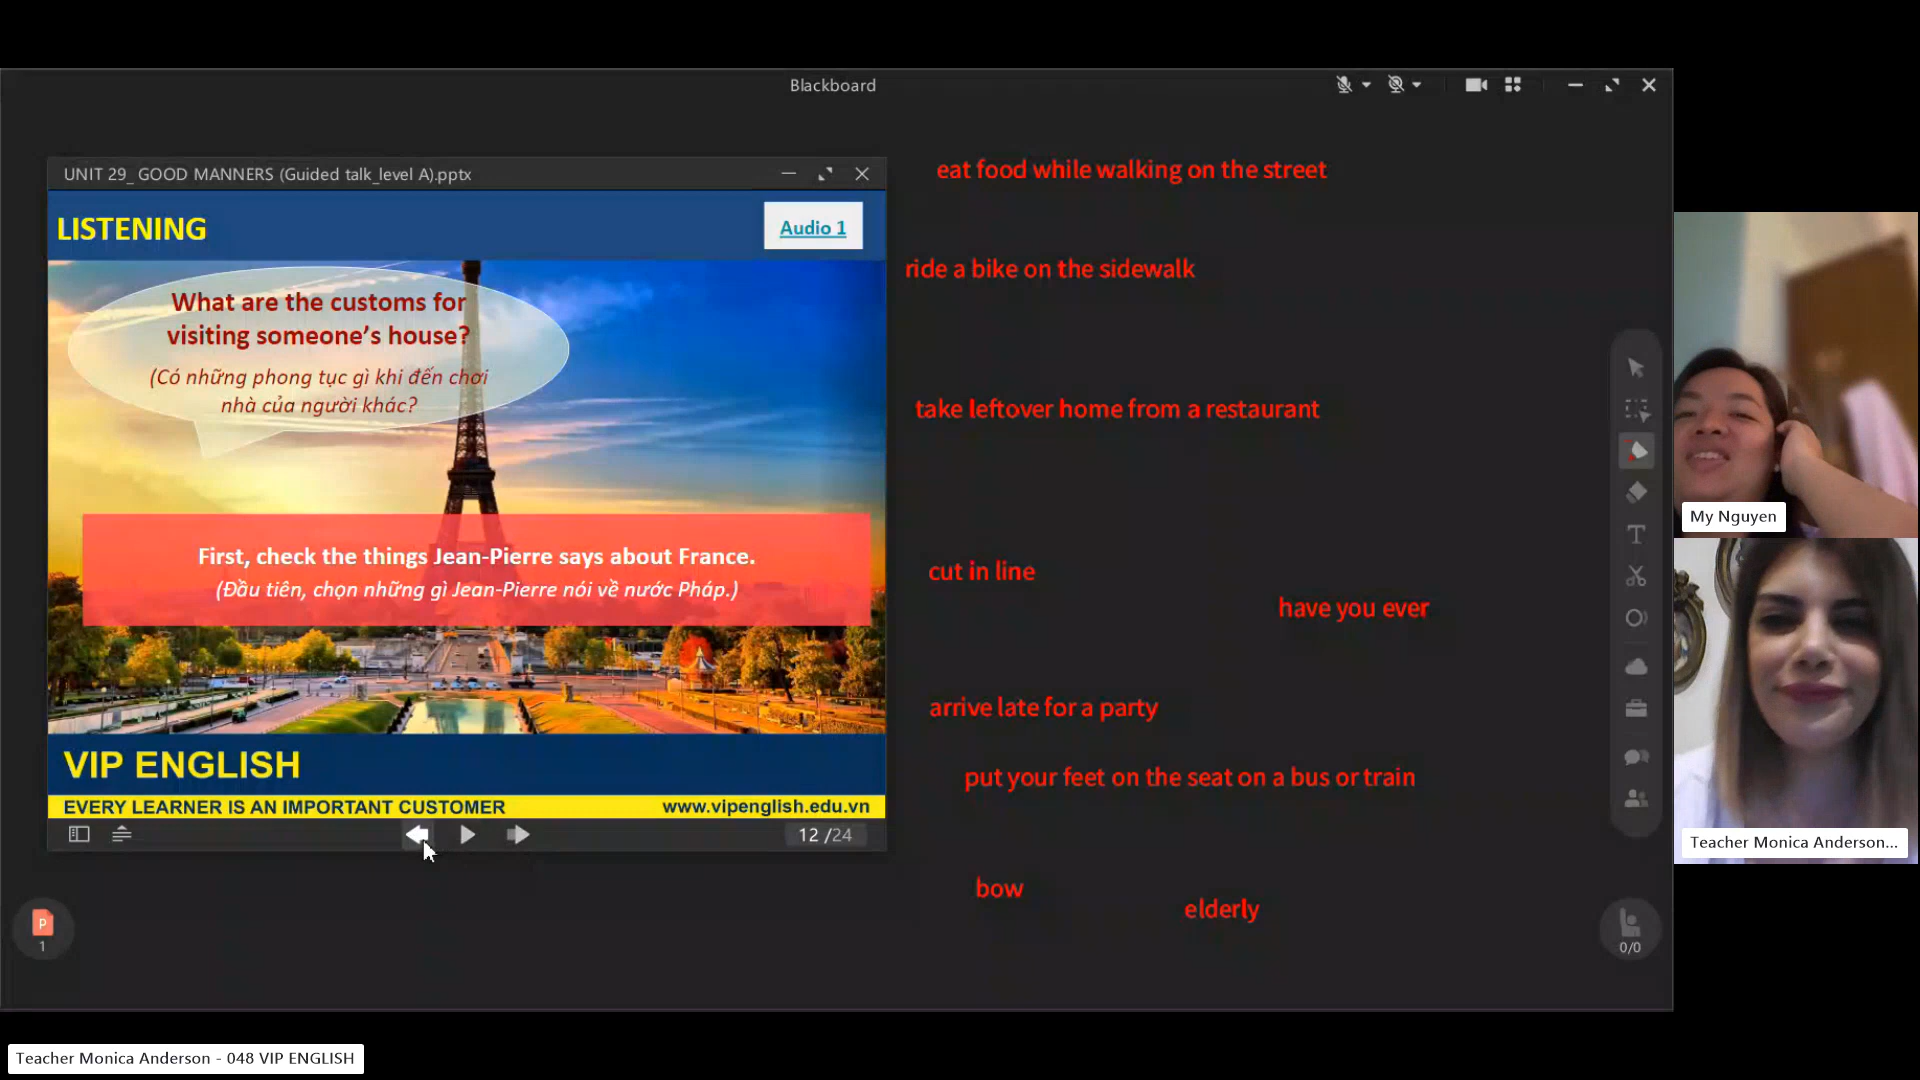 Blackboard
UNIT 29_ GOOD MANNERS (Guided talk_level A).pptx
LISTENING
Audio 1
What are the customs for
visiting someone's house?
(Có những phong tục gì khi đến chơi
nhà của người khác?
First, check the things Jean-Pierre says about France.
(Đầu tiên, chọn những gì Jean-Pierre nói về nước Pháp.)
VIP ENGLISH
EVERY LEARNER IS AN IMPORTANT CUSTOMER
www.vipenglish.edu.vn
12 /24
eat food while walking on the street
ride a bike on the sidewalk
take leftover home from a restaurant
cut in line
have you ever
arrive late for a party
put your feet on the seat on a bus or train
bow
elderly
P
1
T
0/0
My Nguyen
Teacher Monica Anderson...
Teacher Monica Anderson - 048 VIP ENGLISH